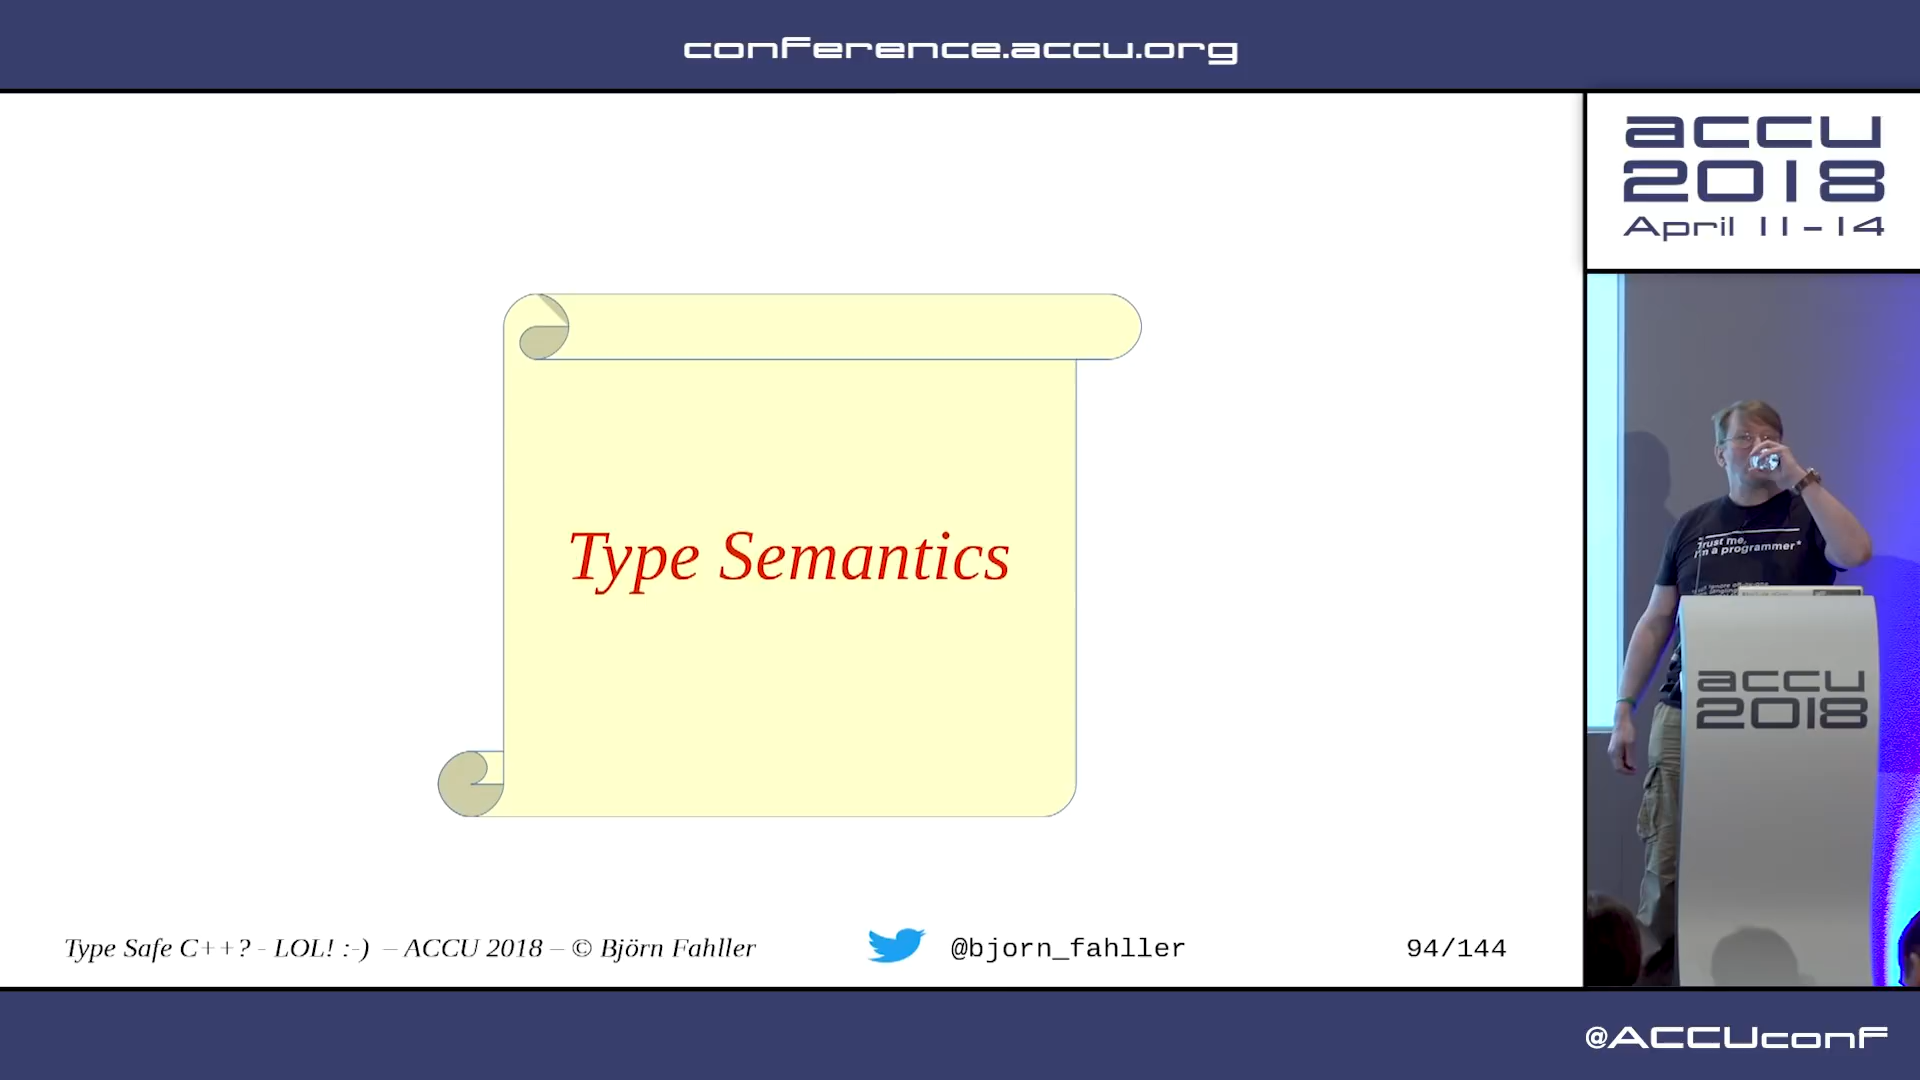 conference.accu.org
accu
2018
April 11-14
Type Semantics
Trust me,
I'm a programmer*
accu
2018
Type Safe C++? - LOL! :-) – ACCU 2018 – © Björn Fahller
@bjorn_fahller
94/144
@ACCUconf